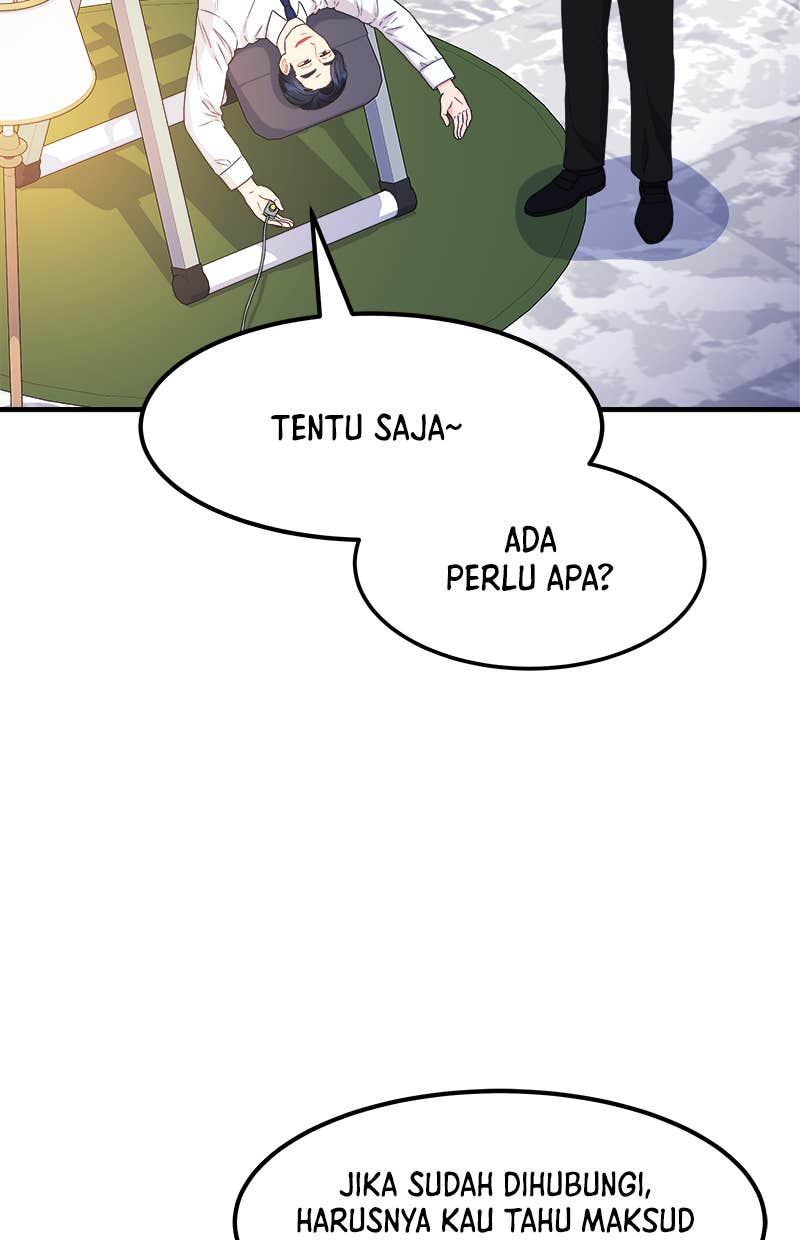 TENTU SAJA~
ADA
PERLU APA?
JIKA SUDAH DIHUBUNGI,
HARUSNYA KAU TAHU MAKSUD